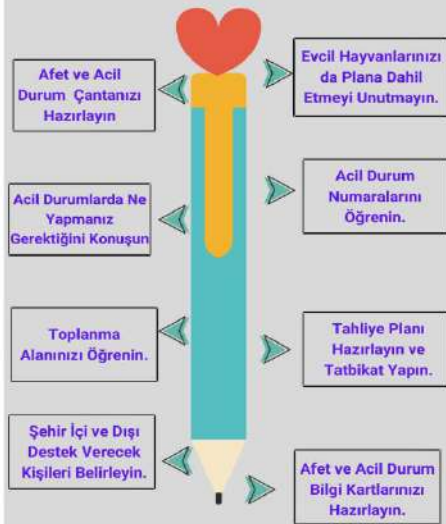 Afet ve Acil
Durum Çantanızı
Hazırlayın
Evcil Hayvanlarınızı
da Plana Dahil
Etmeyi Unutmayın.
Acil Durumlarda Ne
Yapmanız
Gerektiğini Konuşun
Acil Durum
Numaralarını
Öğrenin.
Toplanma
Alanınızı Öğrenin.
Tahliye Planı
Hazırlayın ve
Tatbikat Yapın.
Şehir İçi ve Dışı
Destek Verecek
Kişileri Belirleyin.
Afet ve Acil Durum
Bilgi Kartlarınızı
Hazırlayın.